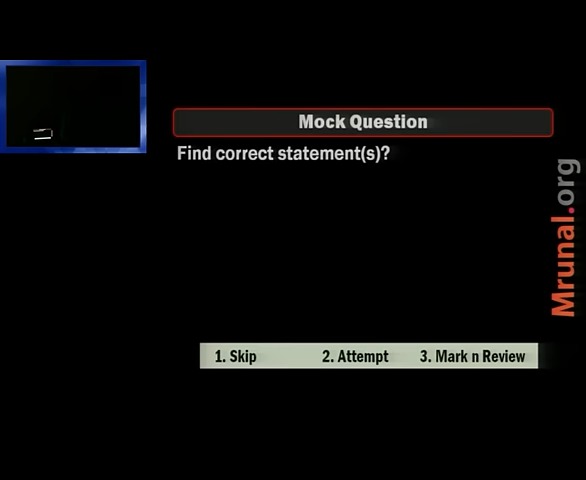 Mock Question
Find correct statement(s)?
Mrunal.org
1. Skip 2. Attempt 3. Mark n Review